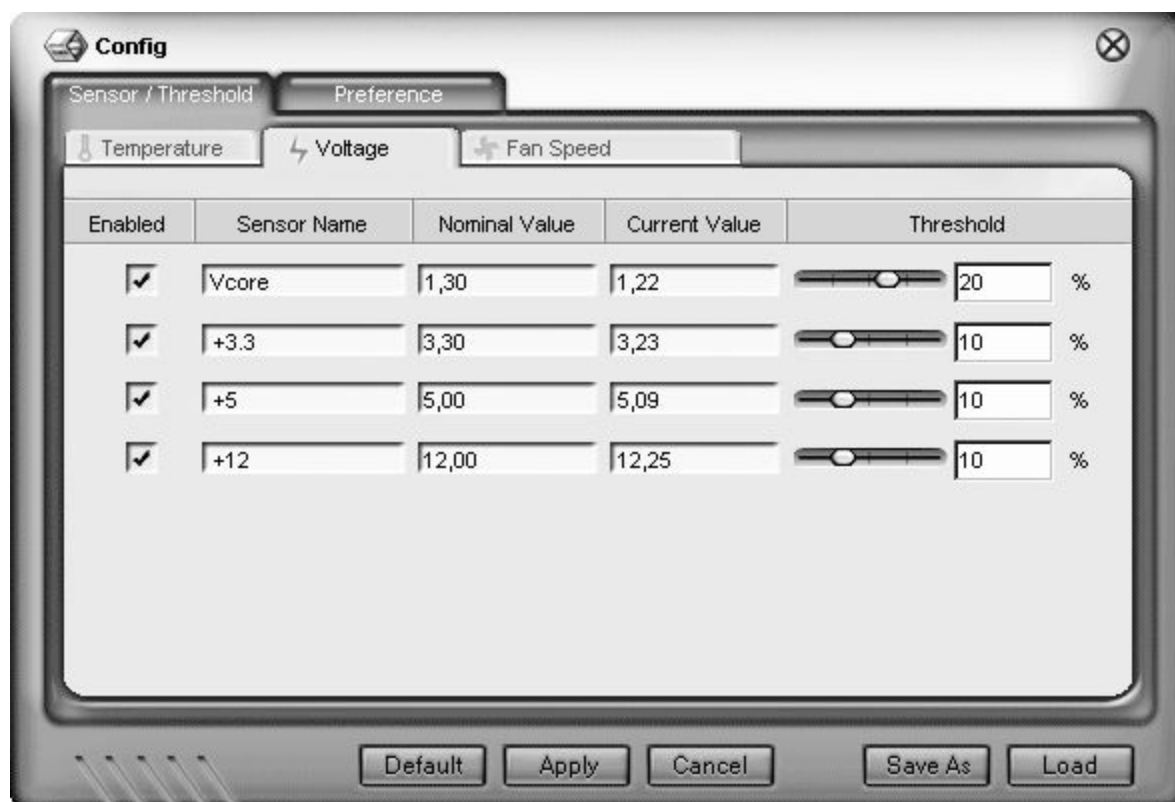 Config
Sensor / Threshold Preference
Temperature Voltage Fan Speed
Enabled Sensor Name Nominal Value Current Value Threshold
Vcore 1,30 1,22 20 %
+3.3 3,30 3,23 10 %
+5 5,00 5,09 10 %
+12 12,00 12,25 10 %
Default Apply Cancel Save As Load